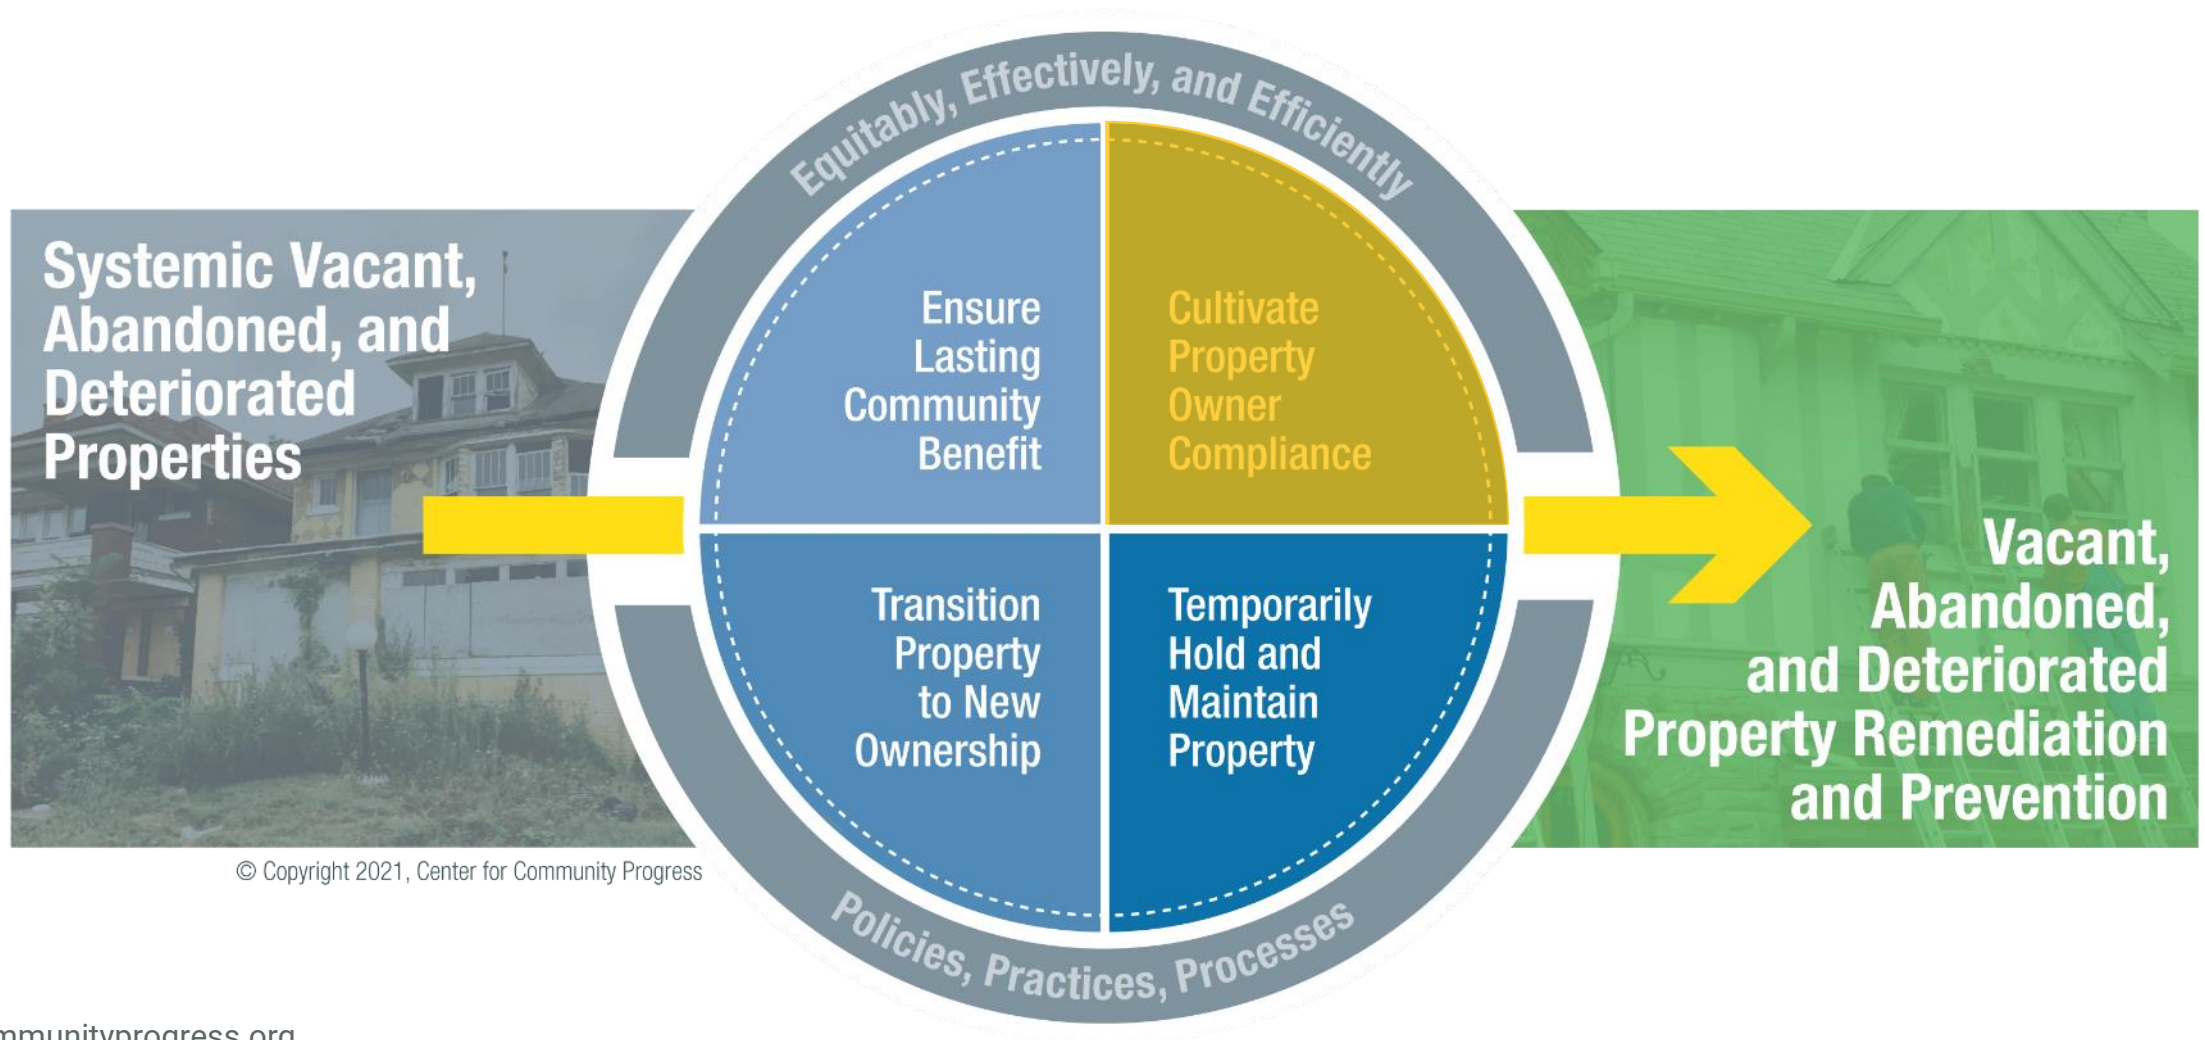 Equitably, Effectively, and Efficiently
Systemic Vacant,
Abandoned, and
Deteriorated
Properties
Ensure
Lasting
Community
Benefit
Cultivate
Property
Owner
Compliance
Transition
Property
to New
Ownership
Temporarily
Hold and
Maintain
Property
Vacant,
Abandoned,
and Deteriorated
Property Remediation
and Prevention
© Copyright 2021, Center for Community Progress
Policies, Practices, Processes
mmunityprogress.org